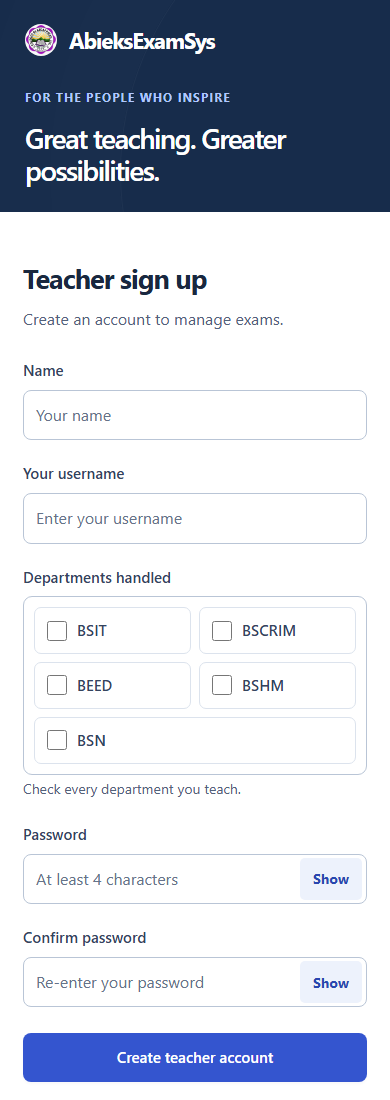 AbieksExamSys
FOR THE PEOPLE WHO INSPIRE
Great teaching. Greater
possibilities.
Teacher sign up
Create an account to manage exams.
Name
Your name
Your username
Enter your username
Departments handled
BSIT
BSCRIM
BEED
BSHM
BSN
Check every department you teach.
Password
At least 4 characters
Show
Confirm password
Re-enter your password
Show
Create teacher account